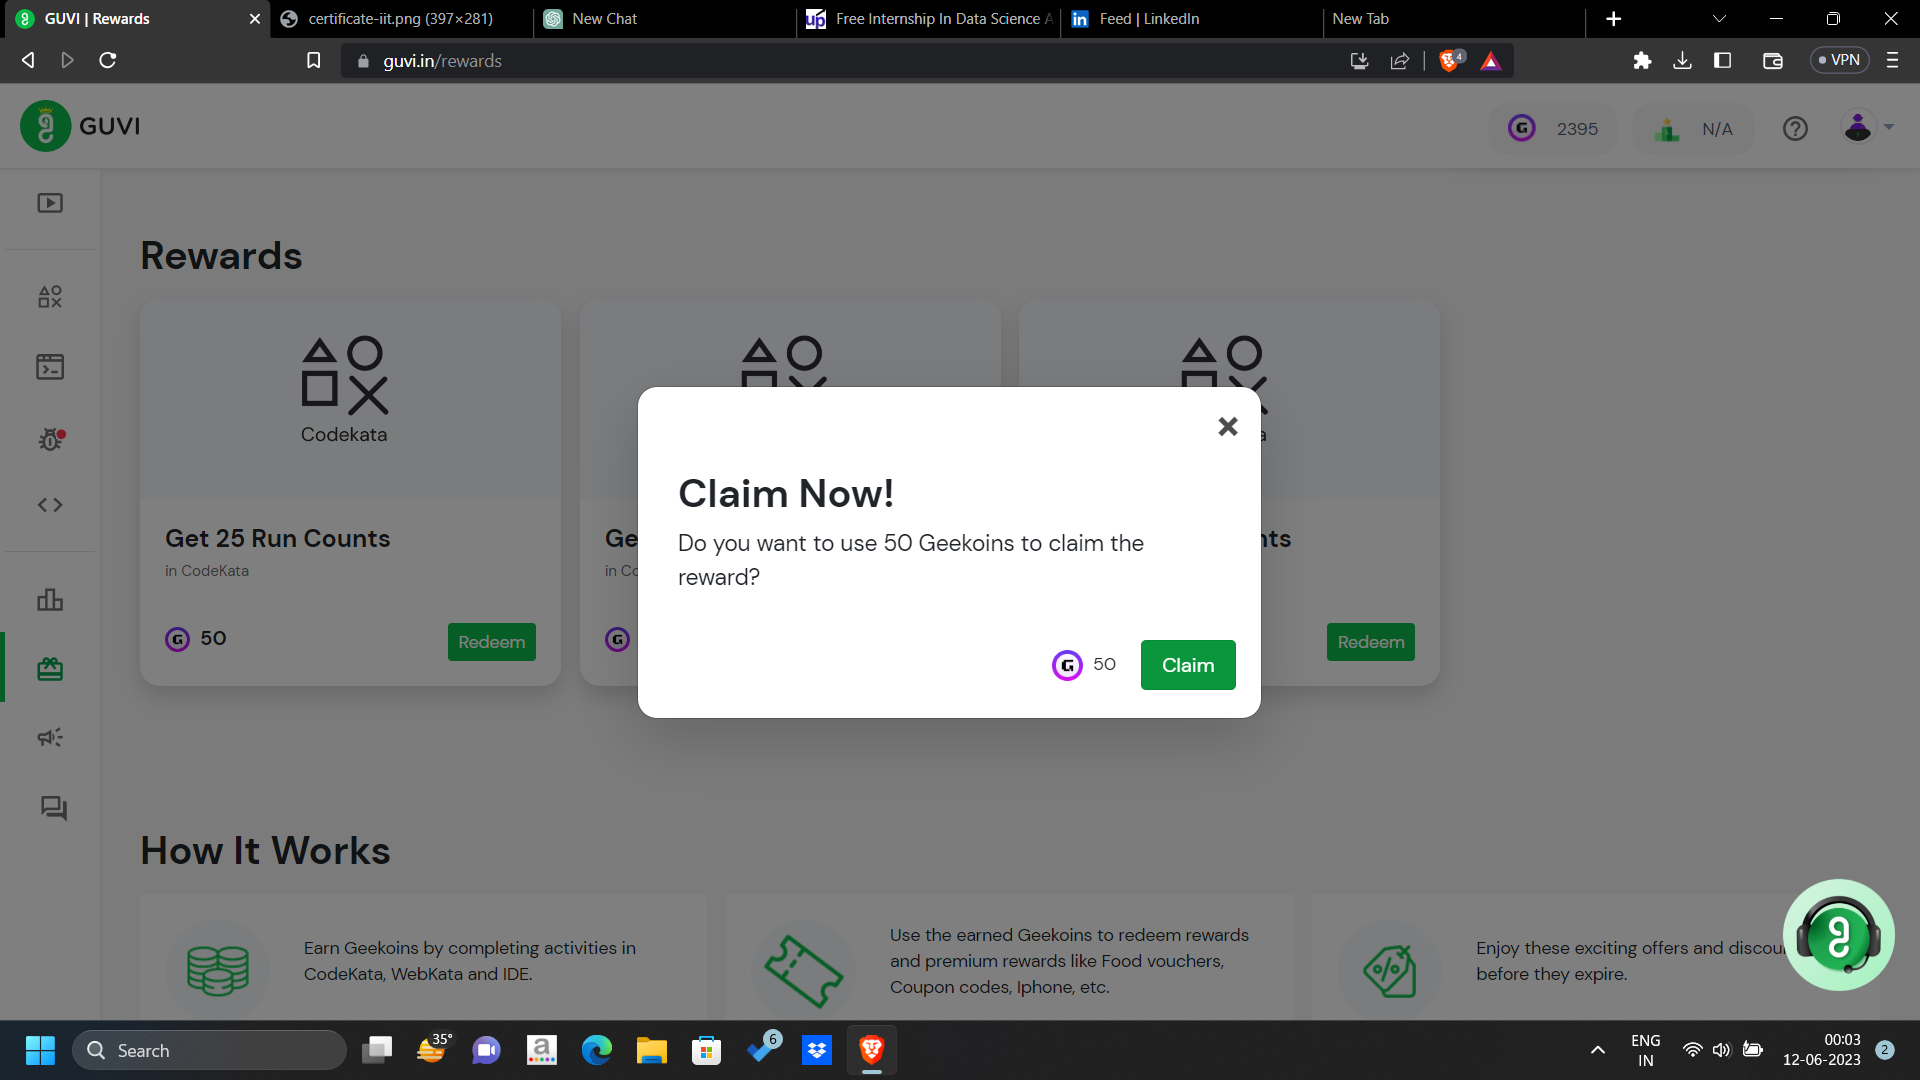 GUVI | Rewards
certificate-iit.png (397×281)
New Chat
Free Internship In Data Science A
Feed | LinkedIn
New Tab
guvi.in/rewards
4
VPN
GUVI
2395
N/A
Rewards
Codekata
a
Get 25 Run Counts
Ge
nts
in CodeKata
in Co
50
Redeem
Redeem
Claim Now!
Do you want to use 50 Geekoins to claim the
reward?
50
Claim
How It Works
Earn Geekoins by completing activities in
CodeKata, WebKata and IDE.
Use the earned Geekoins to redeem rewards
and premium rewards like Food vouchers,
Coupon codes, Iphone, etc.
Enjoy these exciting offers and discou
before they expire.
Search
35°
6
ENG
IN
00:03
12-06-2023
2